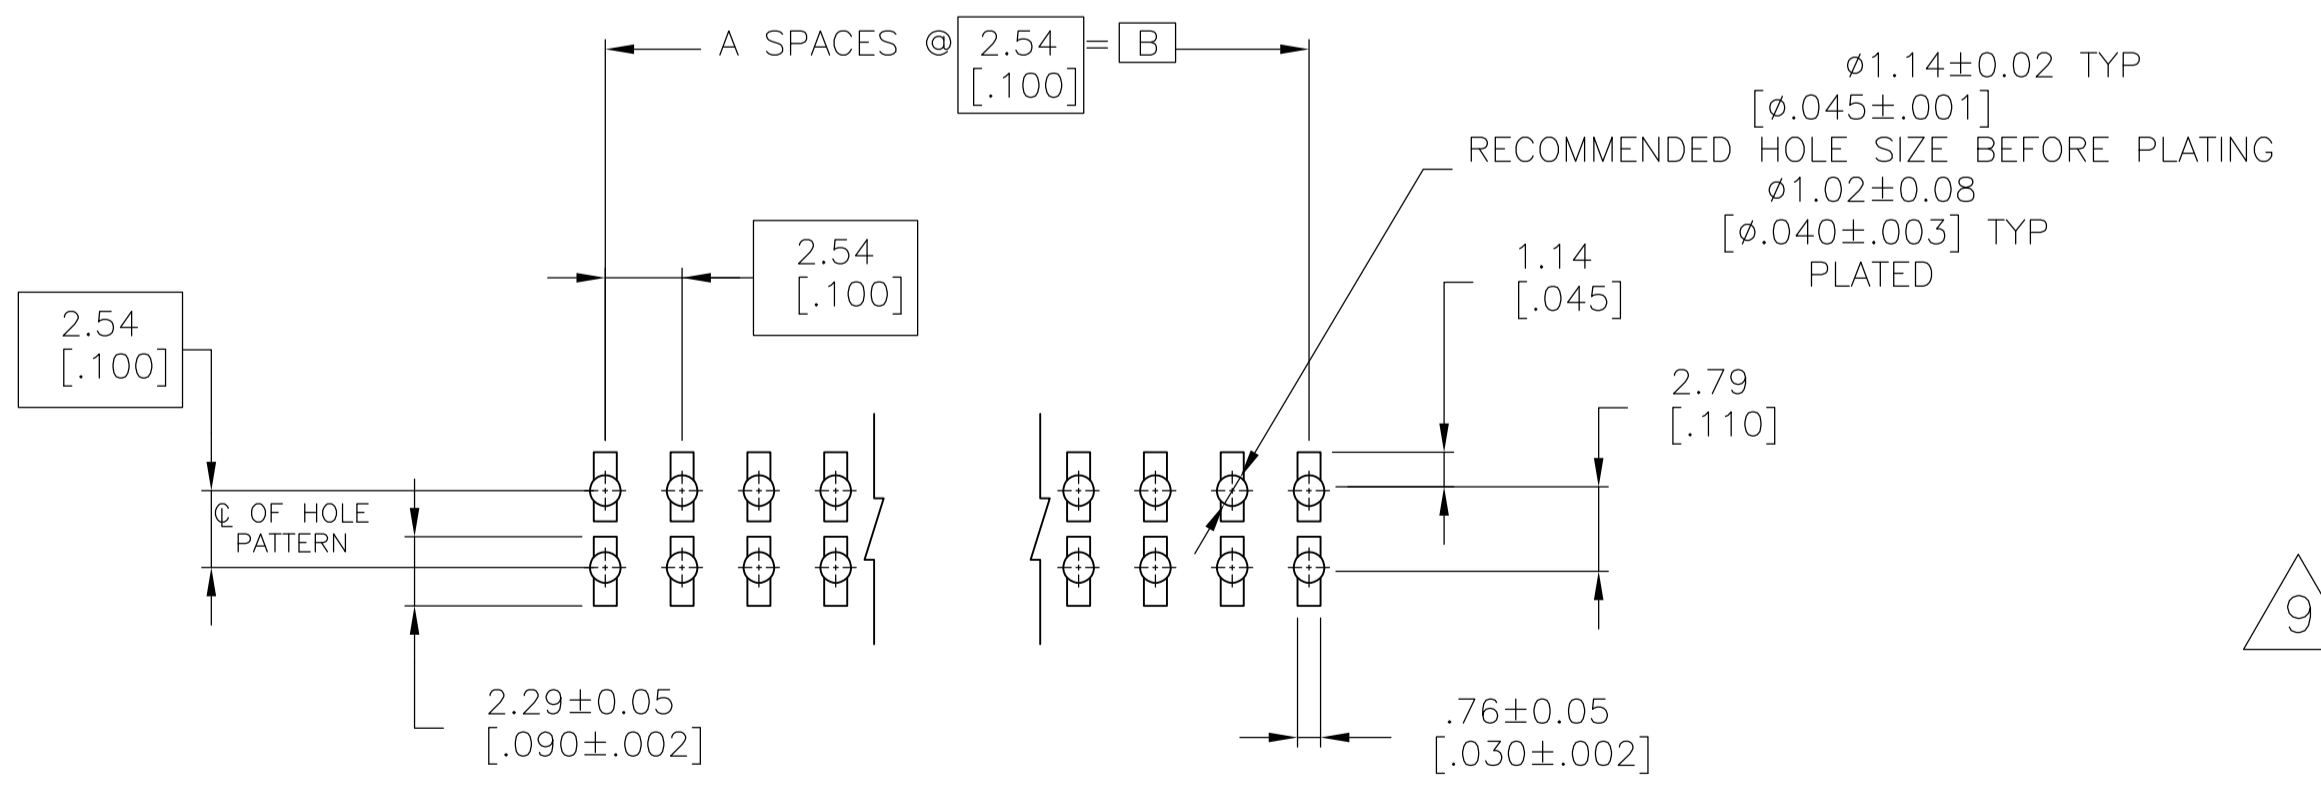 A SPACES @ 2.54 = B
[.100]
ø1.14±0.02 TYP
[ø.045±.001]
RECOMMENDED HOLE SIZE BEFORE PLATING
ø1.02±0.08
[ø.040±.003] TYP
PLATED
2.54
[.100]
1.14
[.045]
2.54
[.100]
2.79
[.110]
℄ OF HOLE
PATTERN
9
2.29±0.05
[.090±.002]
.76±0.05
[.030±.002]